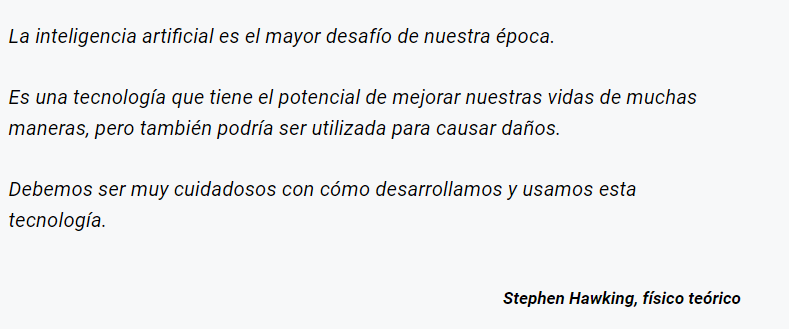 La inteligencia artificial es el mayor desafío de nuestra época.
Es una tecnología que tiene el potencial de mejorar nuestras vidas de muchas
maneras, pero también podría ser utilizada para causar daños.
Debemos ser muy cuidadosos con cómo desarrollamos y usamos esta
tecnología.
Stephen Hawking, físico teórico